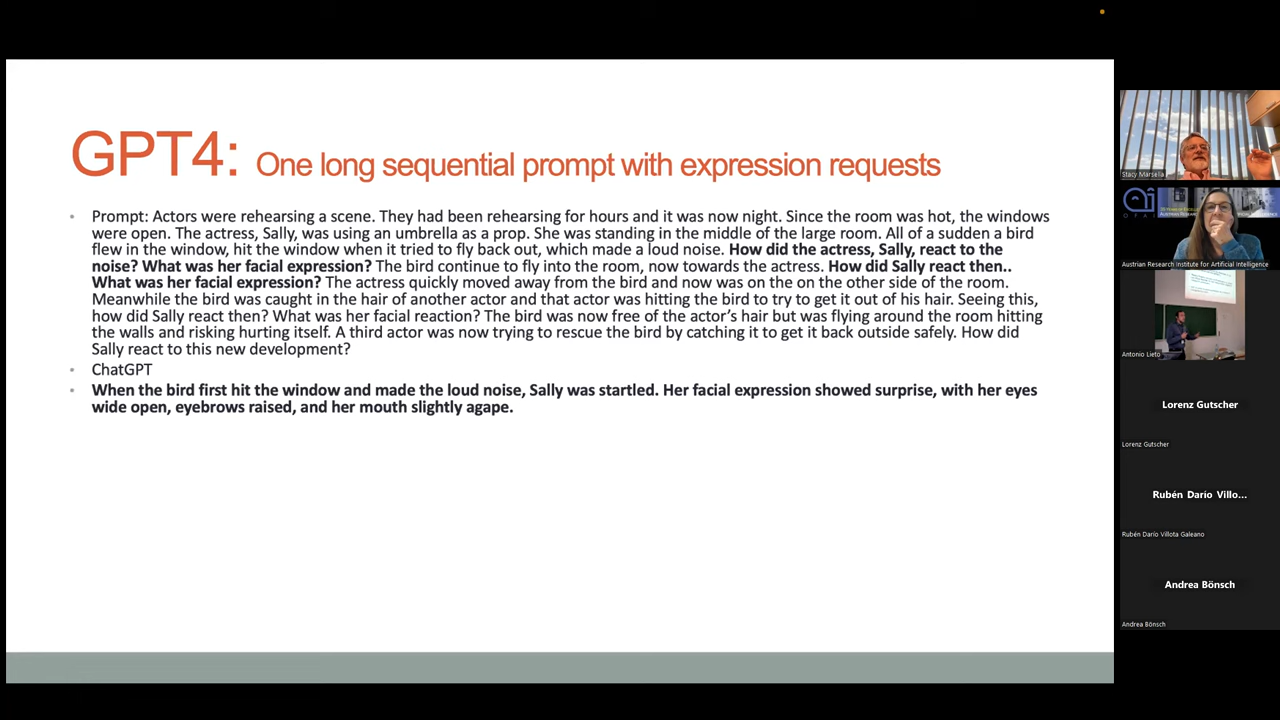 GPT4: One long sequential prompt with expression requests
• Prompt: Actors were rehearsing a scene. They had been rehearsing for hours and it was now night. Since the room was hot, the windows
were open. The actress, Sally, was using an umbrella as a prop. She was standing in the middle of the large room. All of a sudden a bird
flew in the window, hit the window when it tried to fly back out, which made a loud noise. How did the actress, Sally, react to the
noise? What was her facial expression? The bird continue to fly into the room, now towards the actress. How did Sally react then..
What was her facial expression? The actress quickly moved away from the bird and now was on the on the other side of the room.
Meanwhile the bird was caught in the hair of another actor and that actor was hitting the bird to try to get it out of his hair. Seeing this,
how did Sally react then? What was her facial reaction? The bird was now free of the actor's hair but was flying around the room hitting
the walls and risking hurting itself. A third actor was now trying to rescue the bird by catching it to get it back outside safely. How did
Sally react to this new development?
• ChatGPT
• When the bird first hit the window and made the loud noise, Sally was startled. Her facial expression showed surprise, with her eyes
wide open, eyebrows raised, and her mouth slightly agape.
Stacy Marsella
Austrian Research Institute for Artificial Intelligence
Antonio Lieto
Lorenz Gutscher
Lorenz Gutscher
Rubén Darío Villo...
Rubén Darío Villota Galeano
Andrea Bönsch
Andrea Bönsch